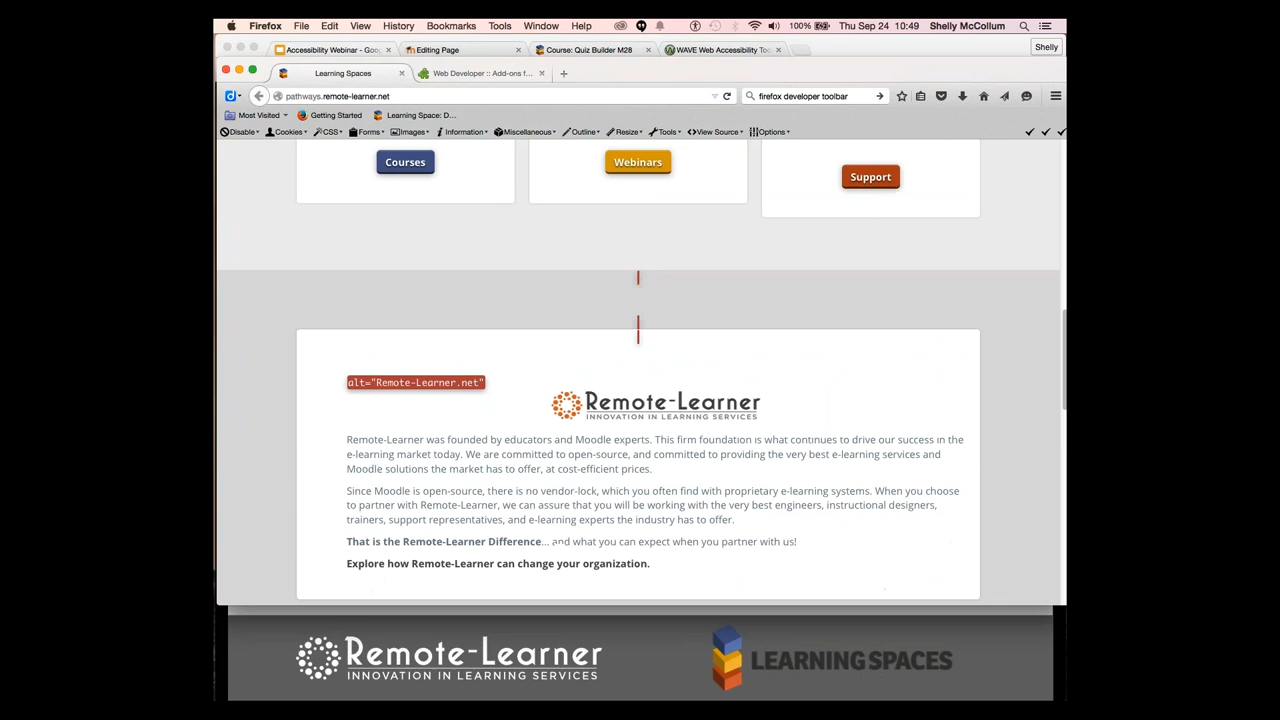 Firefox File Edit View History Bookmarks Tools Window Help 100% Thu Sep 24 10:49 Shelly McCollum
Accessibility Webinar - Goo Editing Page Course: Quiz Builder M28 WAVE Web Accessibility Too Shelly
Learning Spaces Web Developer :: Add-ons f...
pathways.remote-learner.net firefox developer toolbar
Most Visited Getting Started Learning Space: D...
Disable Cookies CSS Forms Images Information Miscellaneous Outline Resize Tools View Source Options
Courses Webinars Support
alt="Remote-Learner.net"
Remote-Learner
INNOVATION IN LEARNING SERVICES
Remote-Learner was founded by educators and Moodle experts. This firm foundation is what continues to drive our success in the
e-learning market today. We are committed to open-source, and committed to providing the very best e-learning services and
Moodle solutions the market has to offer, at cost-efficient prices.
Since Moodle is open-source, there is no vendor-lock, which you often find with proprietary e-learning systems. When you choose
to partner with Remote-Learner, we can assure that you will be working with the very best engineers, instructional designers,
trainers, support representatives, and e-learning experts the industry has to offer.
That is the Remote-Learner Difference... and what you can expect when you partner with us!
Explore how Remote-Learner can change your organization.
Remote-Learner
INNOVATION IN LEARNING SERVICES
LEARNING SPACES